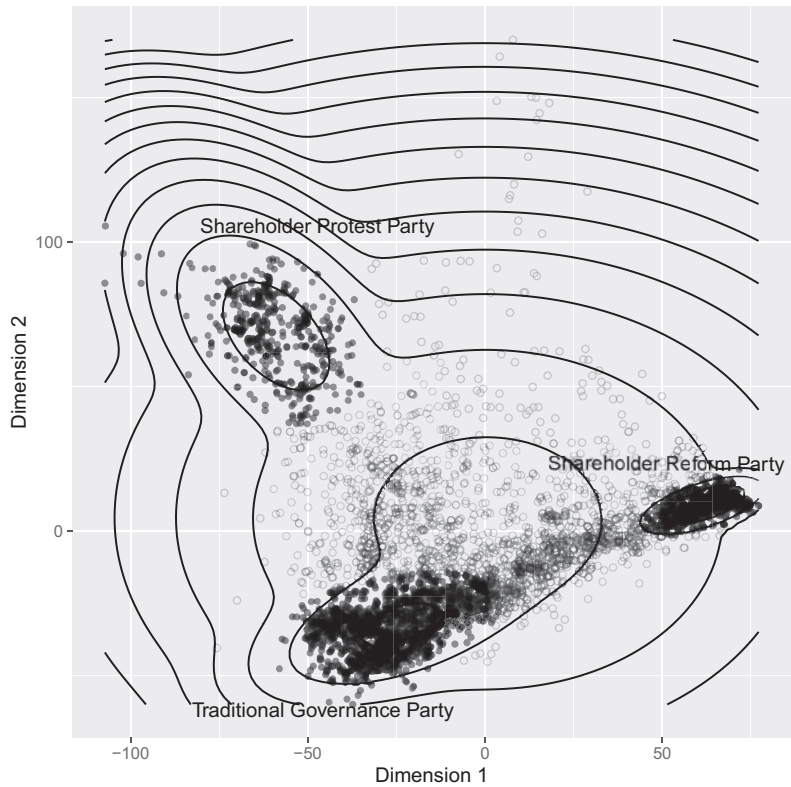 Shareholder Protest Party
100
Dimension 2
Shareholder Reform Party
0
Traditional Governance Party
−100
−50
0
50
Dimension 1